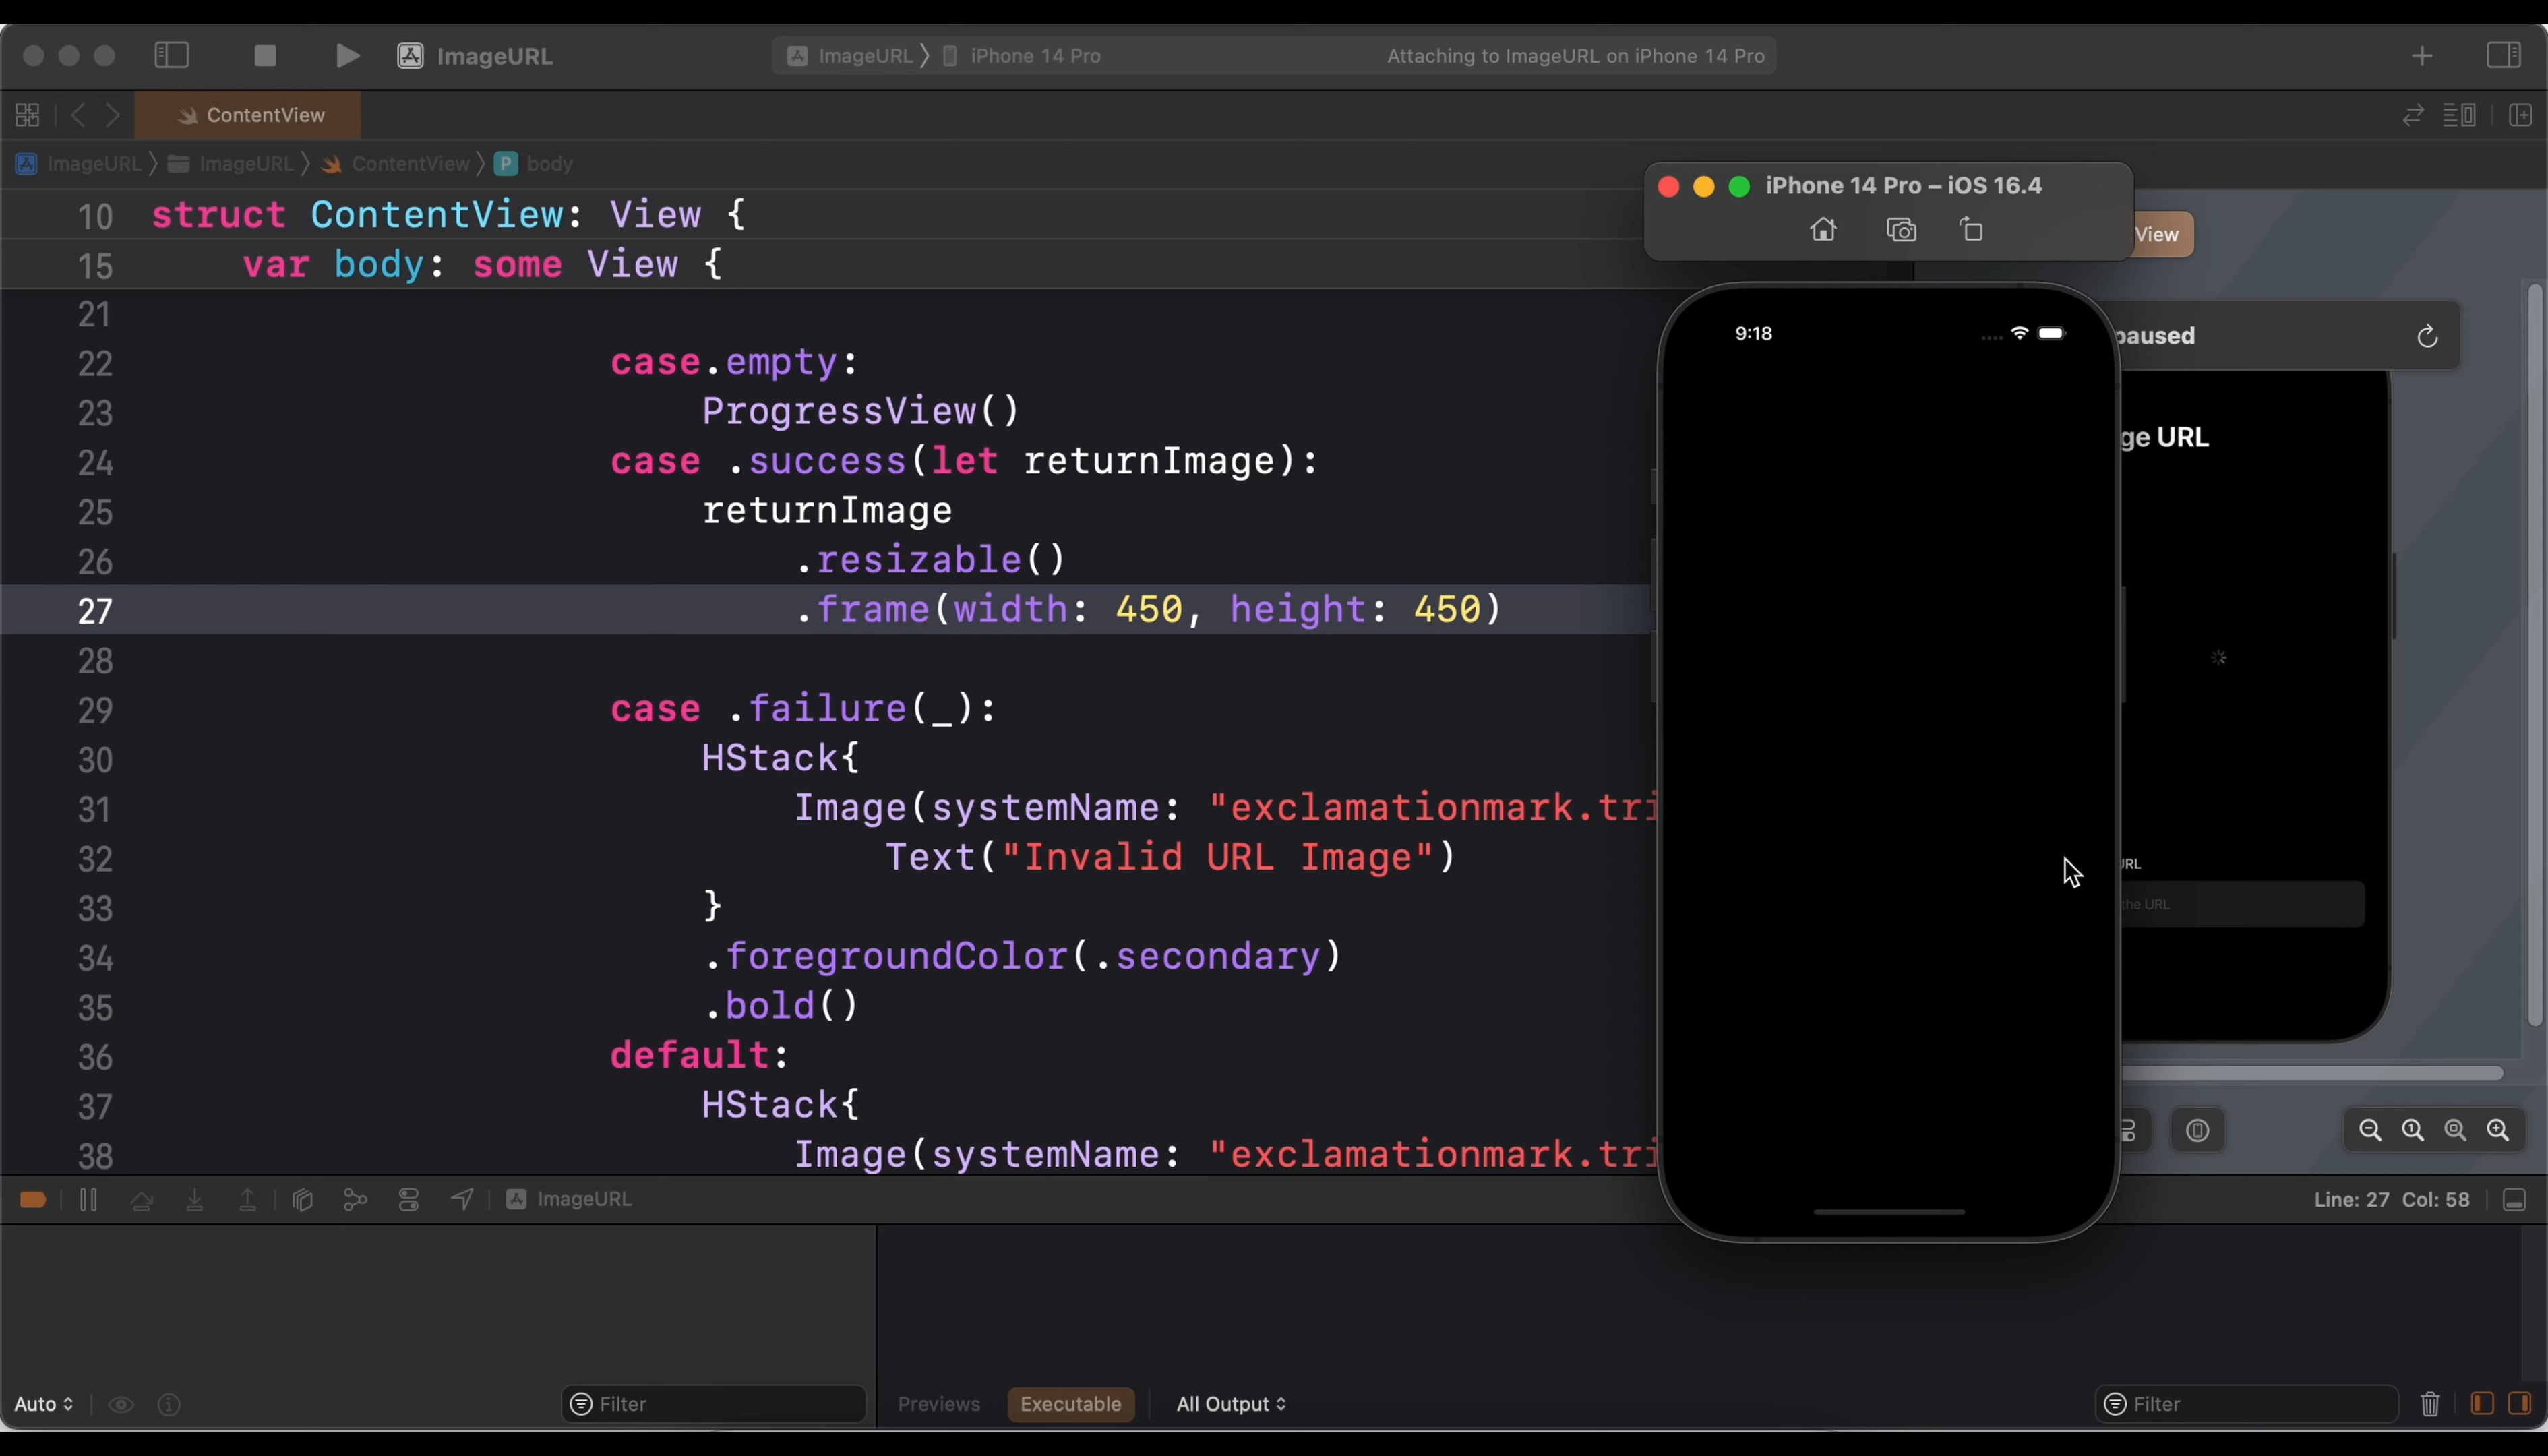 ImageURL
ImageURL 〉 iPhone 14 Pro
Attaching to ImageURL on iPhone 14 Pro
ContentView
ImageURL 〉 ImageURL 〉 ContentView 〉 P body
10 struct ContentView: View {
15 var body: some View {
21
22 case.empty:
23 ProgressView()
24 case .success(let returnImage):
25 returnImage
26 .resizable()
27 .frame(width: 450, height: 450)
28
29 case .failure(_):
30 HStack{
31 Image(systemName: "exclamationmark.tri
32 Text("Invalid URL Image")
33 }
34 .foregroundColor(.secondary)
35 .bold()
36 default:
37 HStack{
38 Image(systemName: "exclamationmark.tri
iPhone 14 Pro – iOS 16.4
9:18
View
paused
ge URL
URL
the URL
ImageURL
Line: 27 Col: 58
Auto
Filter
Previews
Executable
All Output
Filter